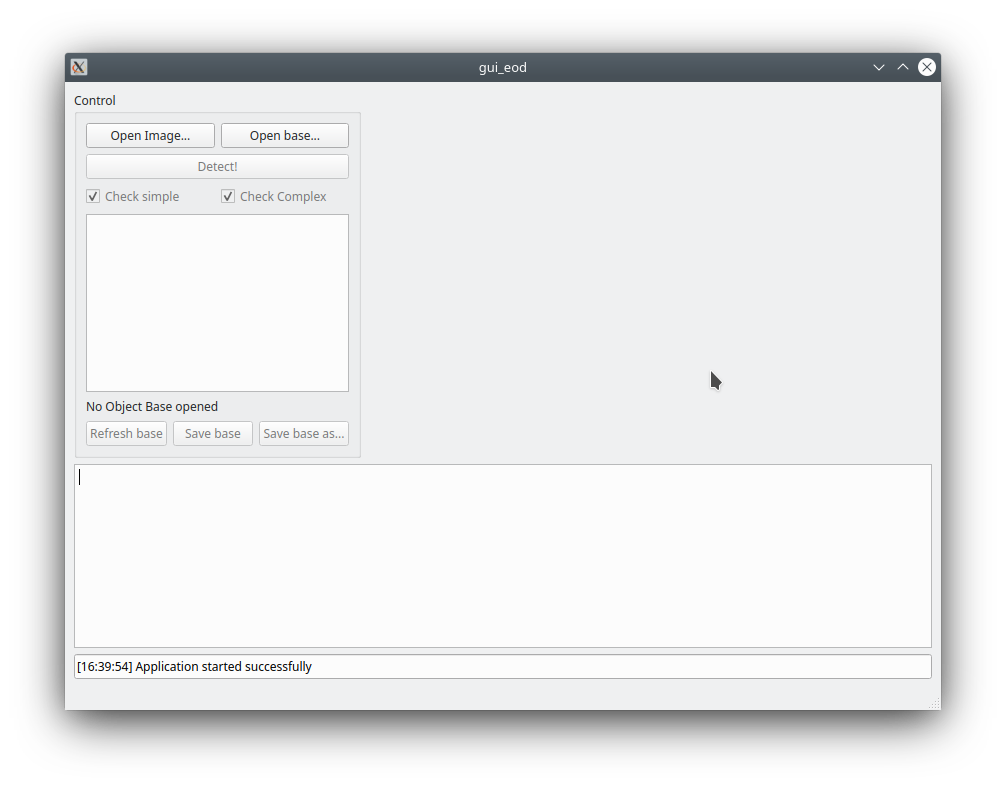 gui_eod
Control
Open Image... Open base...
Detect!
Check simple Check Complex
No Object Base opened
Refresh base Save base Save base as...
[16:39:54] Application started successfully